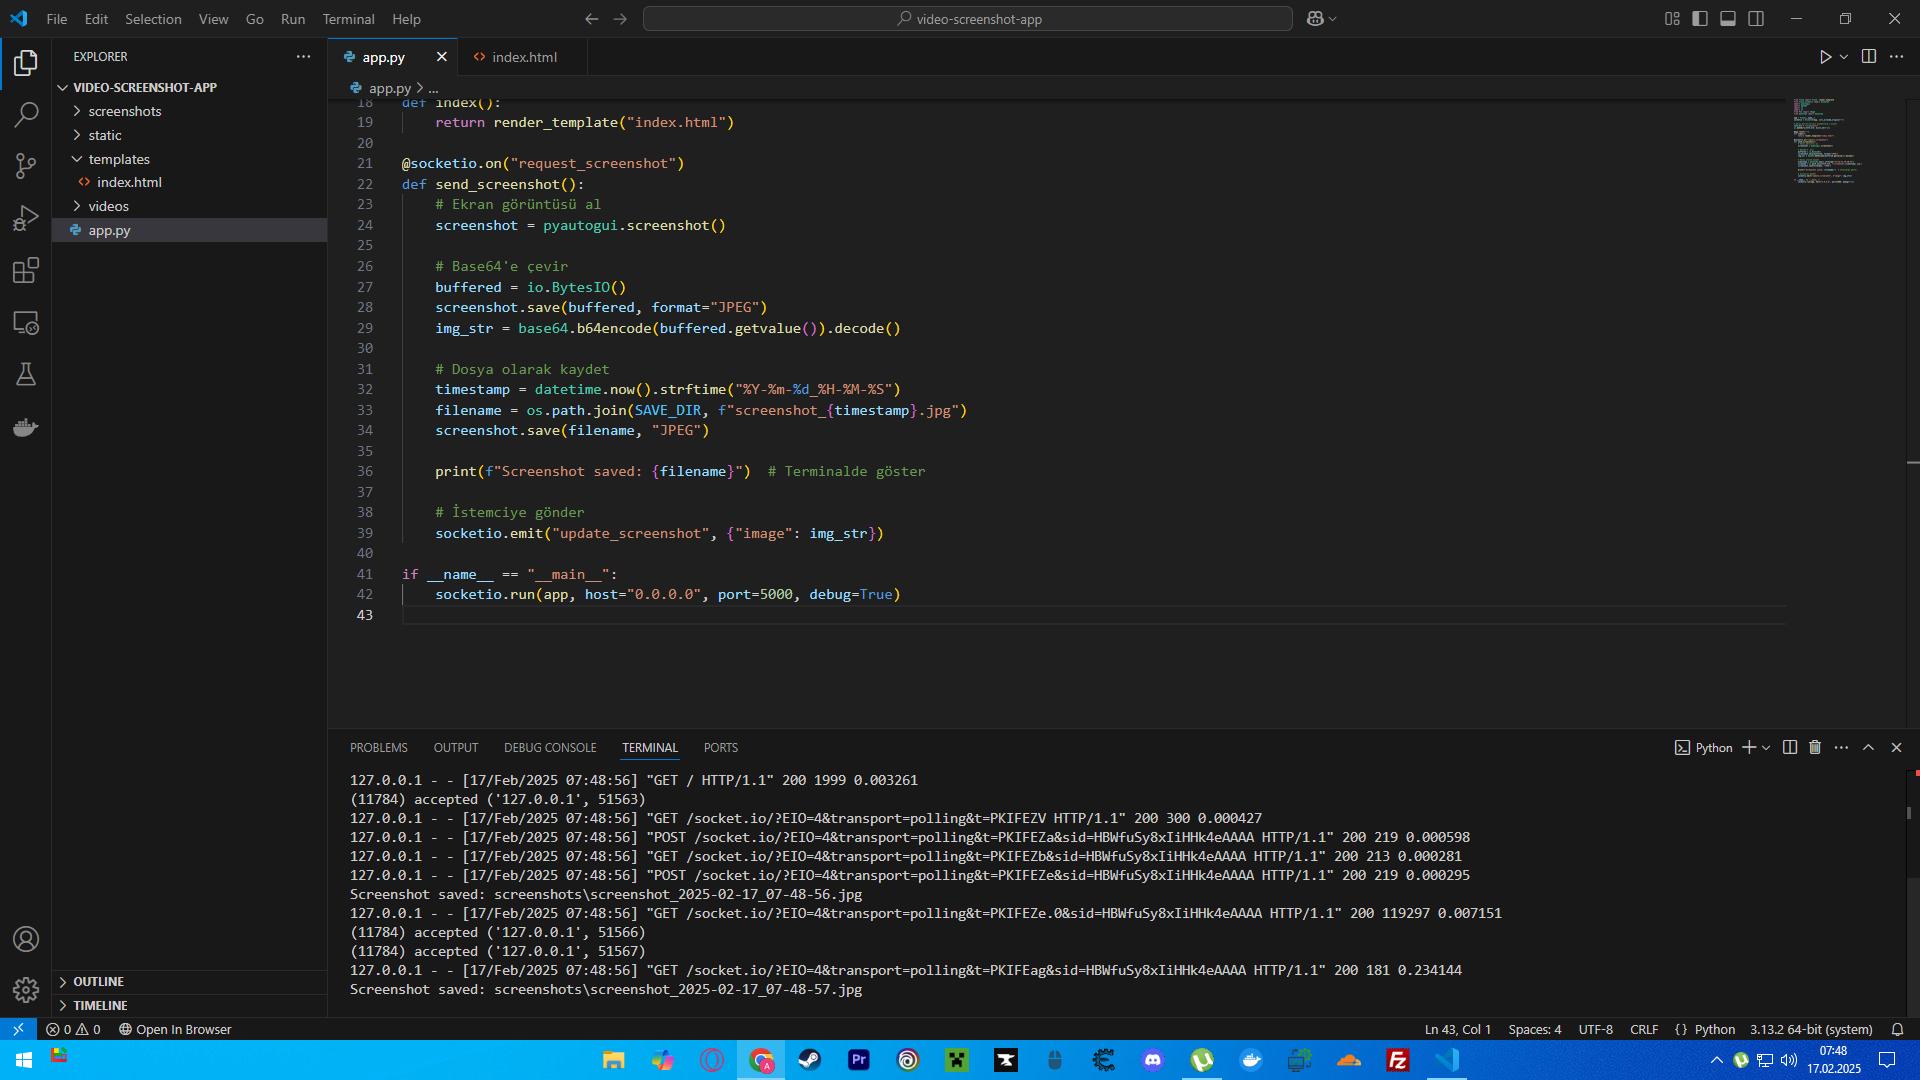 File Edit Selection View Go Run Terminal Help
video-screenshot-app
EXPLORER
VIDEO-SCREENSHOT-APP
screenshots
static
templates
index.html
videos
app.py
OUTLINE
TIMELINE
app.py
index.html
app.py > ...
18 def index():
19 return render_template("index.html")
20
21 @socketio.on("request_screenshot")
22 def send_screenshot():
23 # Ekran görüntüsü al
24 screenshot = pyautogui.screenshot()
25
26 # Base64'e çevir
27 buffered = io.BytesIO()
28 screenshot.save(buffered, format="JPEG")
29 img_str = base64.b64encode(buffered.getvalue()).decode()
30
31 # Dosya olarak kaydet
32 timestamp = datetime.now().strftime("%Y-%m-%d_%H-%M-%S")
33 filename = os.path.join(SAVE_DIR, f"screenshot_{timestamp}.jpg")
34 screenshot.save(filename, "JPEG")
35
36 print(f"Screenshot saved: {filename}")  # Terminalde göster
37
38 # İstemciye gönder
39 socketio.emit("update_screenshot", {"image": img_str})
40
41 if __name__ == "__main__":
42 socketio.run(app, host="0.0.0.0", port=5000, debug=True)
43
PROBLEMS OUTPUT DEBUG CONSOLE TERMINAL PORTS
Python
127.0.0.1 - - [17/Feb/2025 07:48:56] "GET / HTTP/1.1" 200 1999 0.003261
(11784) accepted ('127.0.0.1', 51563)
127.0.0.1 - - [17/Feb/2025 07:48:56] "GET /socket.io/?EIO=4&transport=polling&t=PKIFEZV HTTP/1.1" 200 300 0.000427
127.0.0.1 - - [17/Feb/2025 07:48:56] "POST /socket.io/?EIO=4&transport=polling&t=PKIFEZa&sid=HBWfuSy8xIiHHk4eAAAA HTTP/1.1" 200 219 0.000598
127.0.0.1 - - [17/Feb/2025 07:48:56] "GET /socket.io/?EIO=4&transport=polling&t=PKIFEZb&sid=HBWfuSy8xIiHHk4eAAAA HTTP/1.1" 200 213 0.000281
127.0.0.1 - - [17/Feb/2025 07:48:56] "POST /socket.io/?EIO=4&transport=polling&t=PKIFEZe&sid=HBWfuSy8xIiHHk4eAAAA HTTP/1.1" 200 219 0.000295
Screenshot saved: screenshots\screenshot_2025-02-17_07-48-56.jpg
127.0.0.1 - - [17/Feb/2025 07:48:56] "GET /socket.io/?EIO=4&transport=polling&t=PKIFEZe.0&sid=HBWfuSy8xIiHHk4eAAAA HTTP/1.1" 200 119297 0.007151
(11784) accepted ('127.0.0.1', 51566)
(11784) accepted ('127.0.0.1', 51567)
127.0.0.1 - - [17/Feb/2025 07:48:56] "GET /socket.io/?EIO=4&transport=polling&t=PKIFEag&sid=HBWfuSy8xIiHHk4eAAAA HTTP/1.1" 200 181 0.234144
Screenshot saved: screenshots\screenshot_2025-02-17_07-48-57.jpg
0 0 Open In Browser
Ln 43, Col 1 Spaces: 4 UTF-8 CRLF {} Python 3.13.2 64-bit (system)
A
Pr
Fz
07:48
17.02.2025